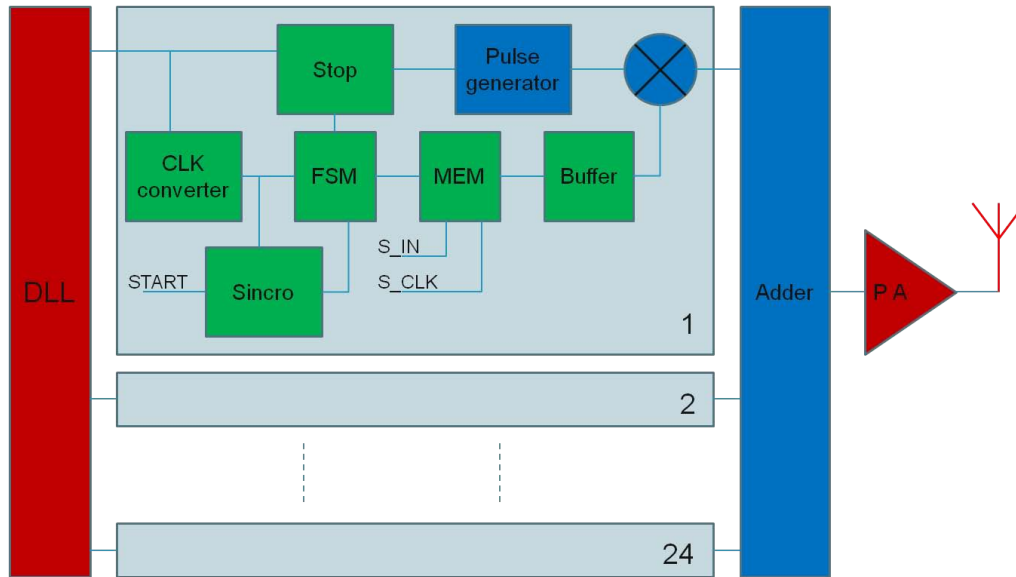 Stop
Pulse
generator
CLK
converter
FSM
MEM
Buffer
S_IN
START
S_CLK
Sincro
DLL
Adder
P A
1
2
24